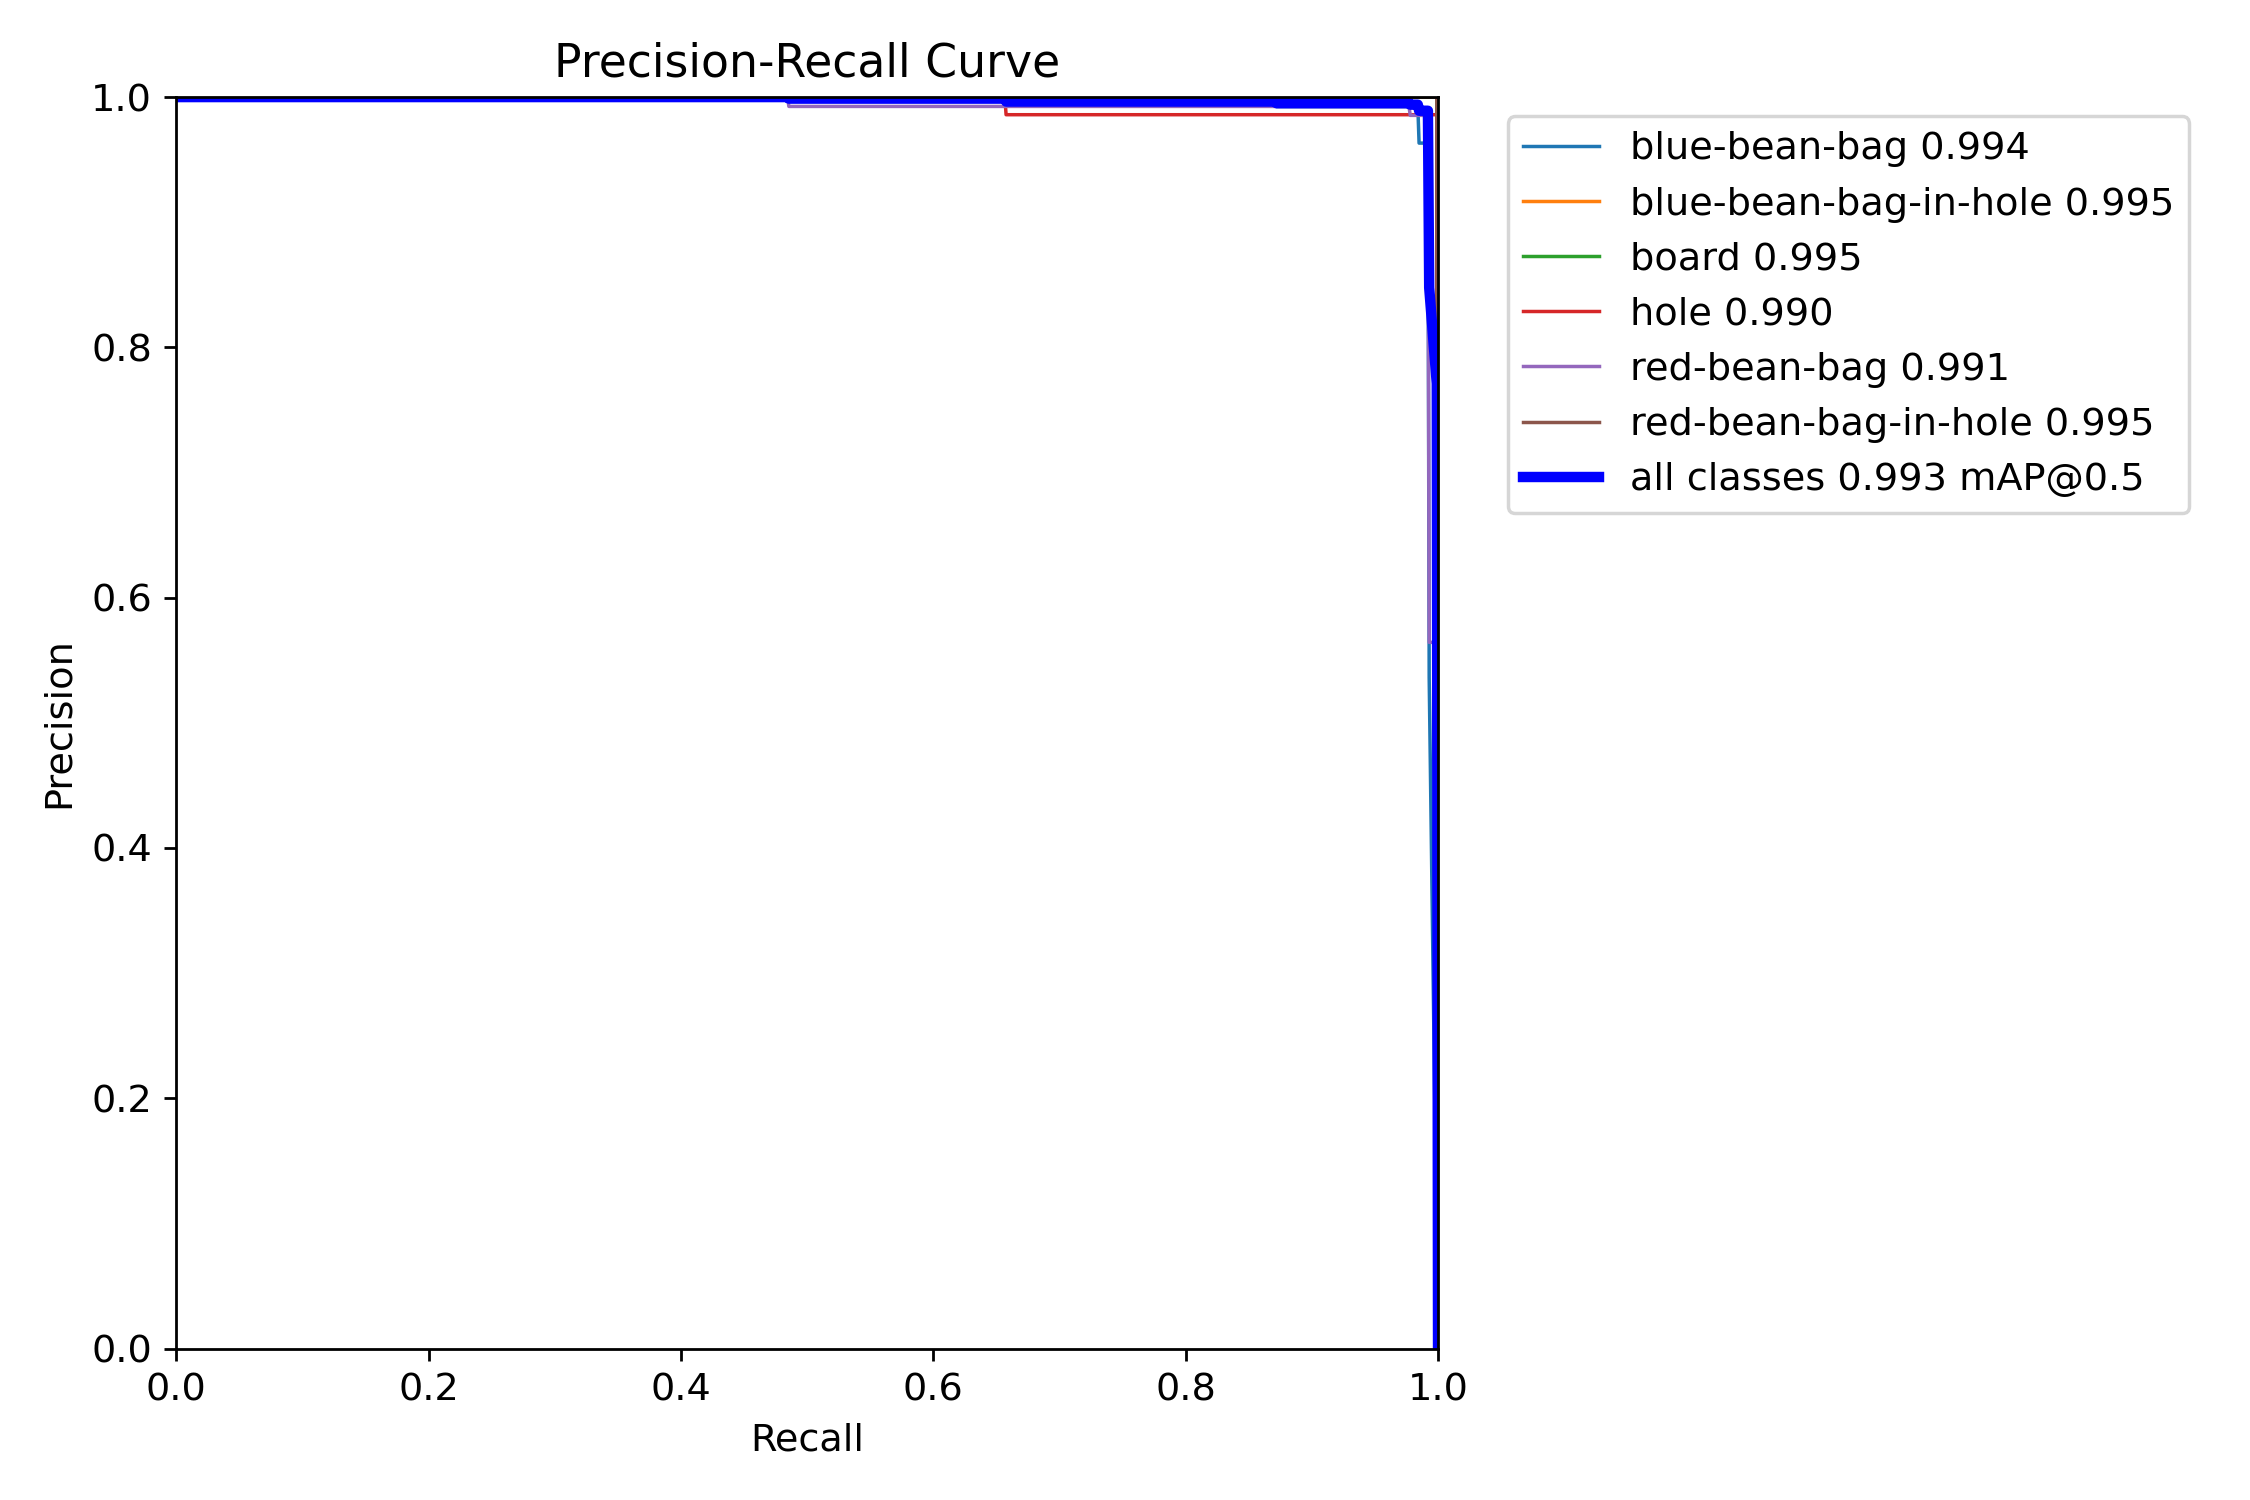 Precision-Recall Curve
1.0
0.8
0.6
0.4
0.2
0.0
Precision
0.0 0.2 0.4 0.6 0.8 1.0
Recall
blue-bean-bag 0.994
blue-bean-bag-in-hole 0.995
board 0.995
hole 0.990
red-bean-bag 0.991
red-bean-bag-in-hole 0.995
all classes 0.993 mAP@0.5